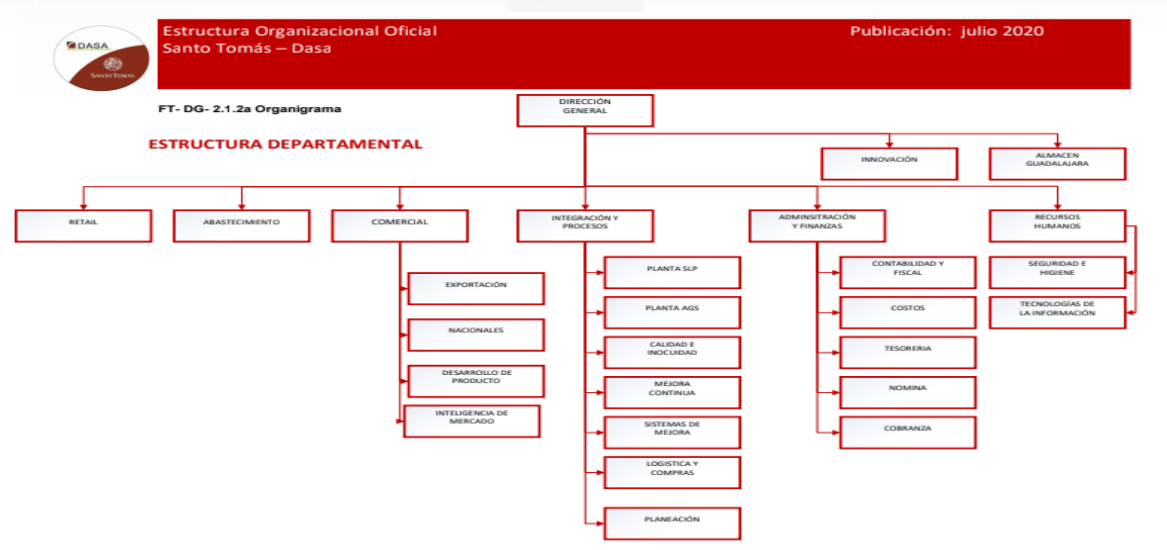 Estructura Organizacional Oficial
Santo Tomás – Dasa
Publicación: julio 2020
DASA
SANTO TOMÁS
FT- DG- 2.1.2a Organigrama
ESTRUCTURA DEPARTAMENTAL
DIRECCIÓN
GENERAL
INNOVACIÓN
ALMACEN
GUADALAJARA
RETAIL
ABASTECIMIENTO
COMERCIAL
INTEGRACIÓN Y
PROCESOS
ADMINSITRACIÓN
Y FINANZAS
RECURSOS
HUMANOS
EXPORTACIÓN
NACIONALES
DESARROLLO DE
PRODUCTO
INTELIGENCIA DE
MERCADO
PLANTA SLP
PLANTA AGS
CALIDAD E
INOCUIDAD
MEJORA
CONTINUA
SISTEMAS DE
MEJORA
LOGISTICA Y
COMPRAS
PLANEACIÓN
CONTABILIDAD Y
FISCAL
COSTOS
TESORERIA
NOMINA
COBRANZA
SEGURIDAD E
HIGIENE
TECNOLOGÍAS DE
LA INFORMACIÓN